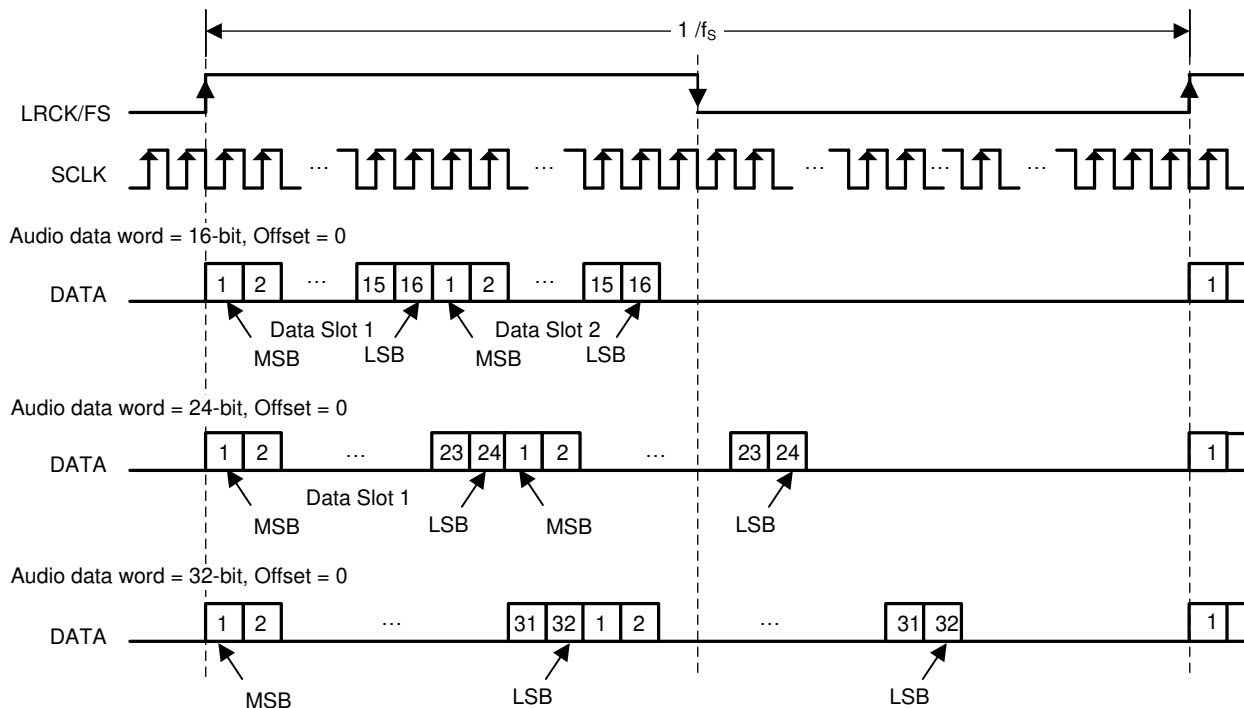 1 /fS
LRCK/FS
SCLK ... ... ... ... ...
Audio data word = 16-bit, Offset = 0
DATA 1 2 ... 15 16 1 2 ... 15 16 1
Data Slot 1 Data Slot 2
MSB LSB MSB LSB
Audio data word = 24-bit, Offset = 0
DATA 1 2 ... 23 24 1 2 ... 23 24 1
Data Slot 1
MSB LSB MSB LSB
Audio data word = 32-bit, Offset = 0
DATA 1 2 ... 31 32 1 2 ... 31 32 1
MSB LSB LSB